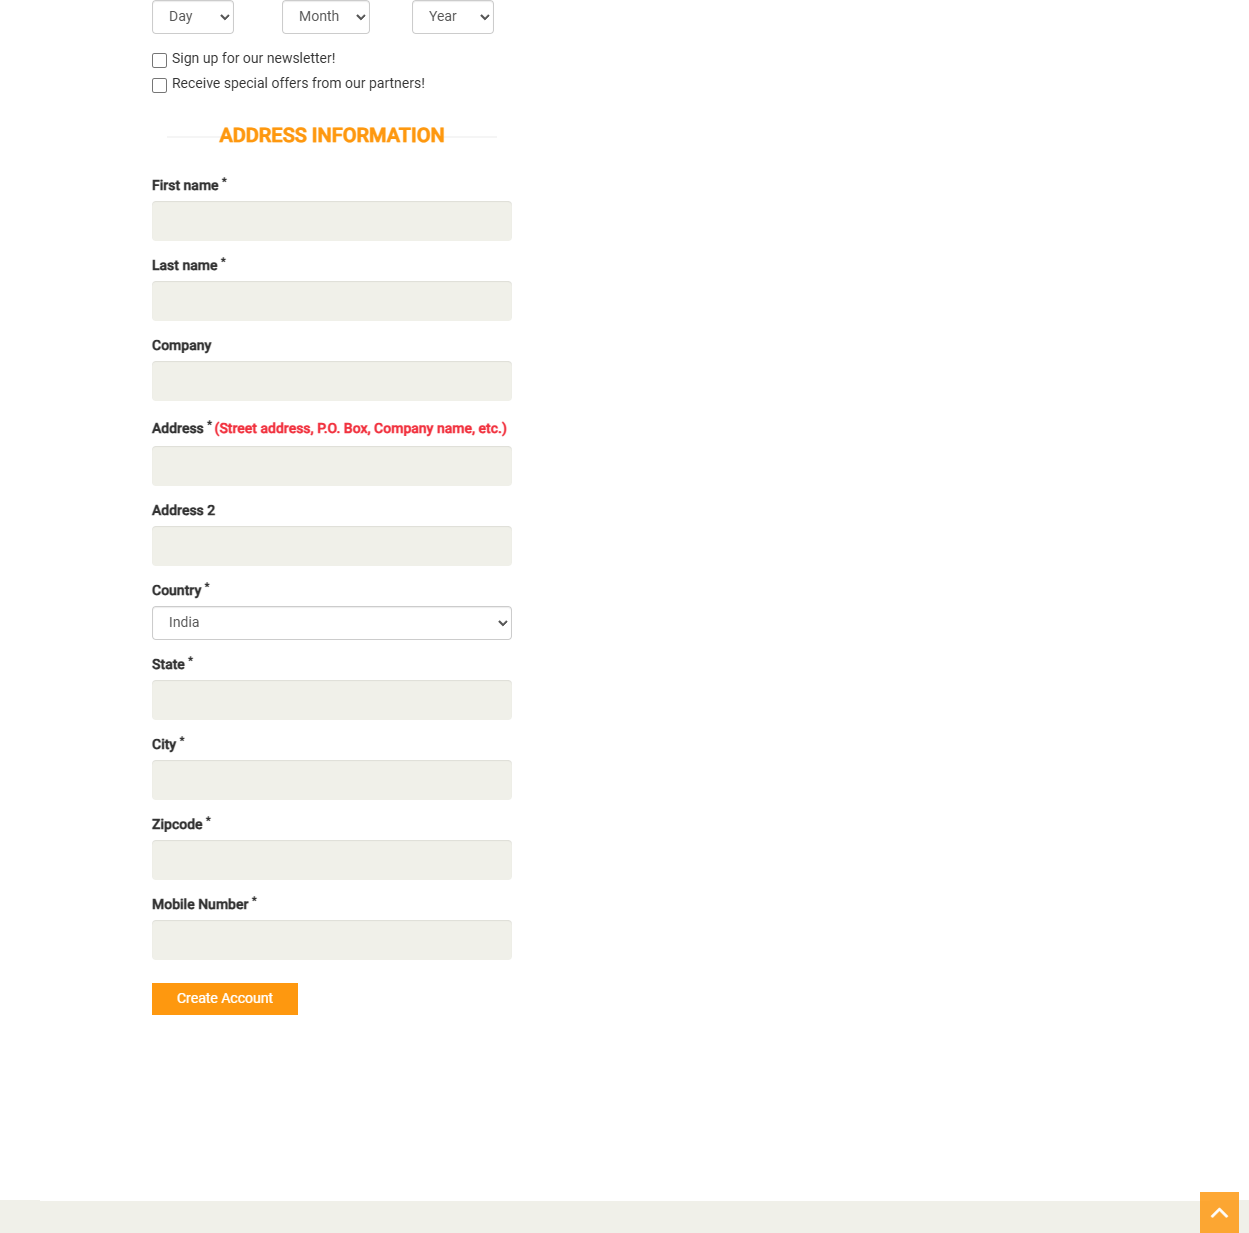 Day Month Year
Sign up for our newsletter!
Receive special offers from our partners!
ADDRESS INFORMATION
First name *
Last name *
Company
Address * (Street address, P.O. Box, Company name, etc.)
Address 2
Country *
India
State *
City *
Zipcode *
Mobile Number *
Create Account